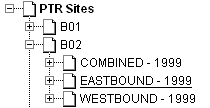 PTR Sites
B01
B02
COMBINED - 1999
EASTBOUND - 1999
WESTBOUND - 1999